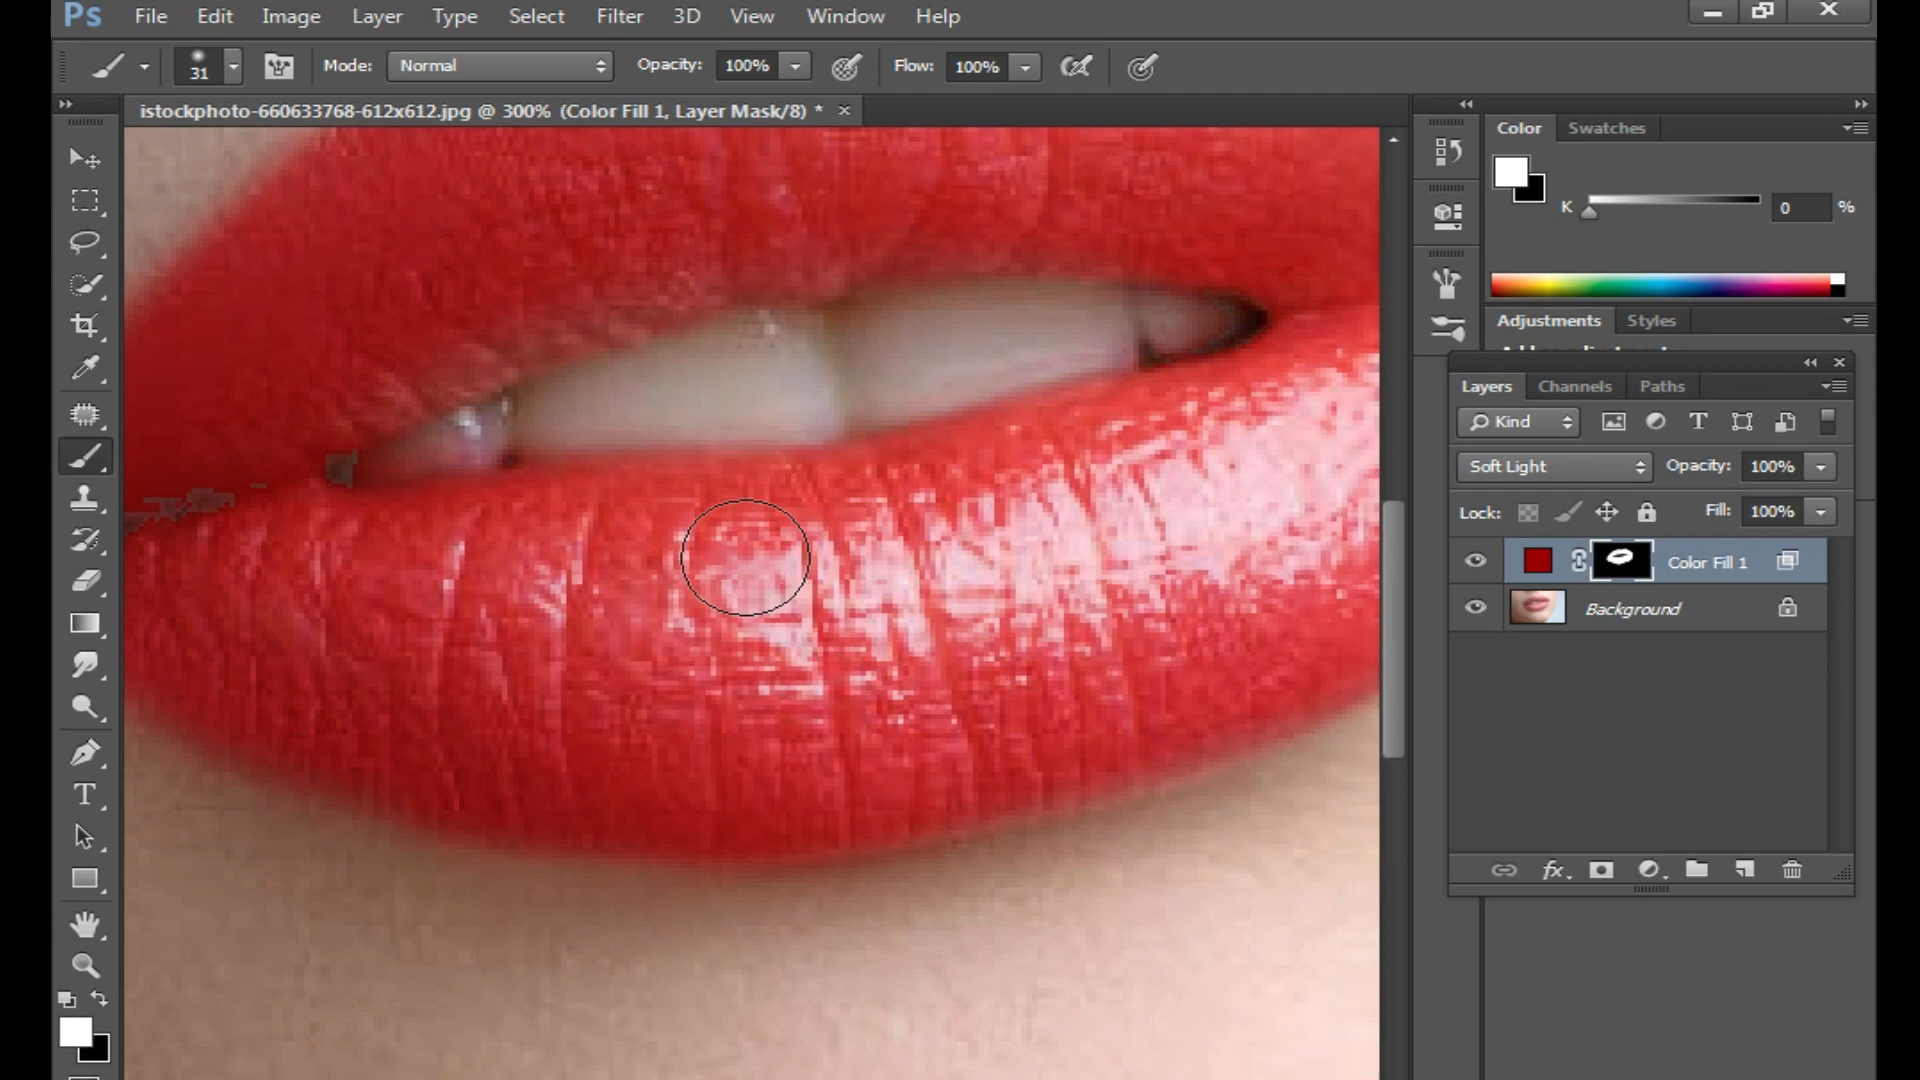 Ps File Edit Image Layer Type Select Filter 3D View Window Help
31 Mode: Normal Opacity: 100% Flow: 100%
istockphoto-660633768-612x612.jpg @ 300% (Color Fill 1, Layer Mask/8) *
Color Swatches
K 0 %
Adjustments Styles
Layers Channels Paths
Kind
Soft Light Opacity: 100%
Lock: Fill: 100%
Color Fill 1
Background
fx